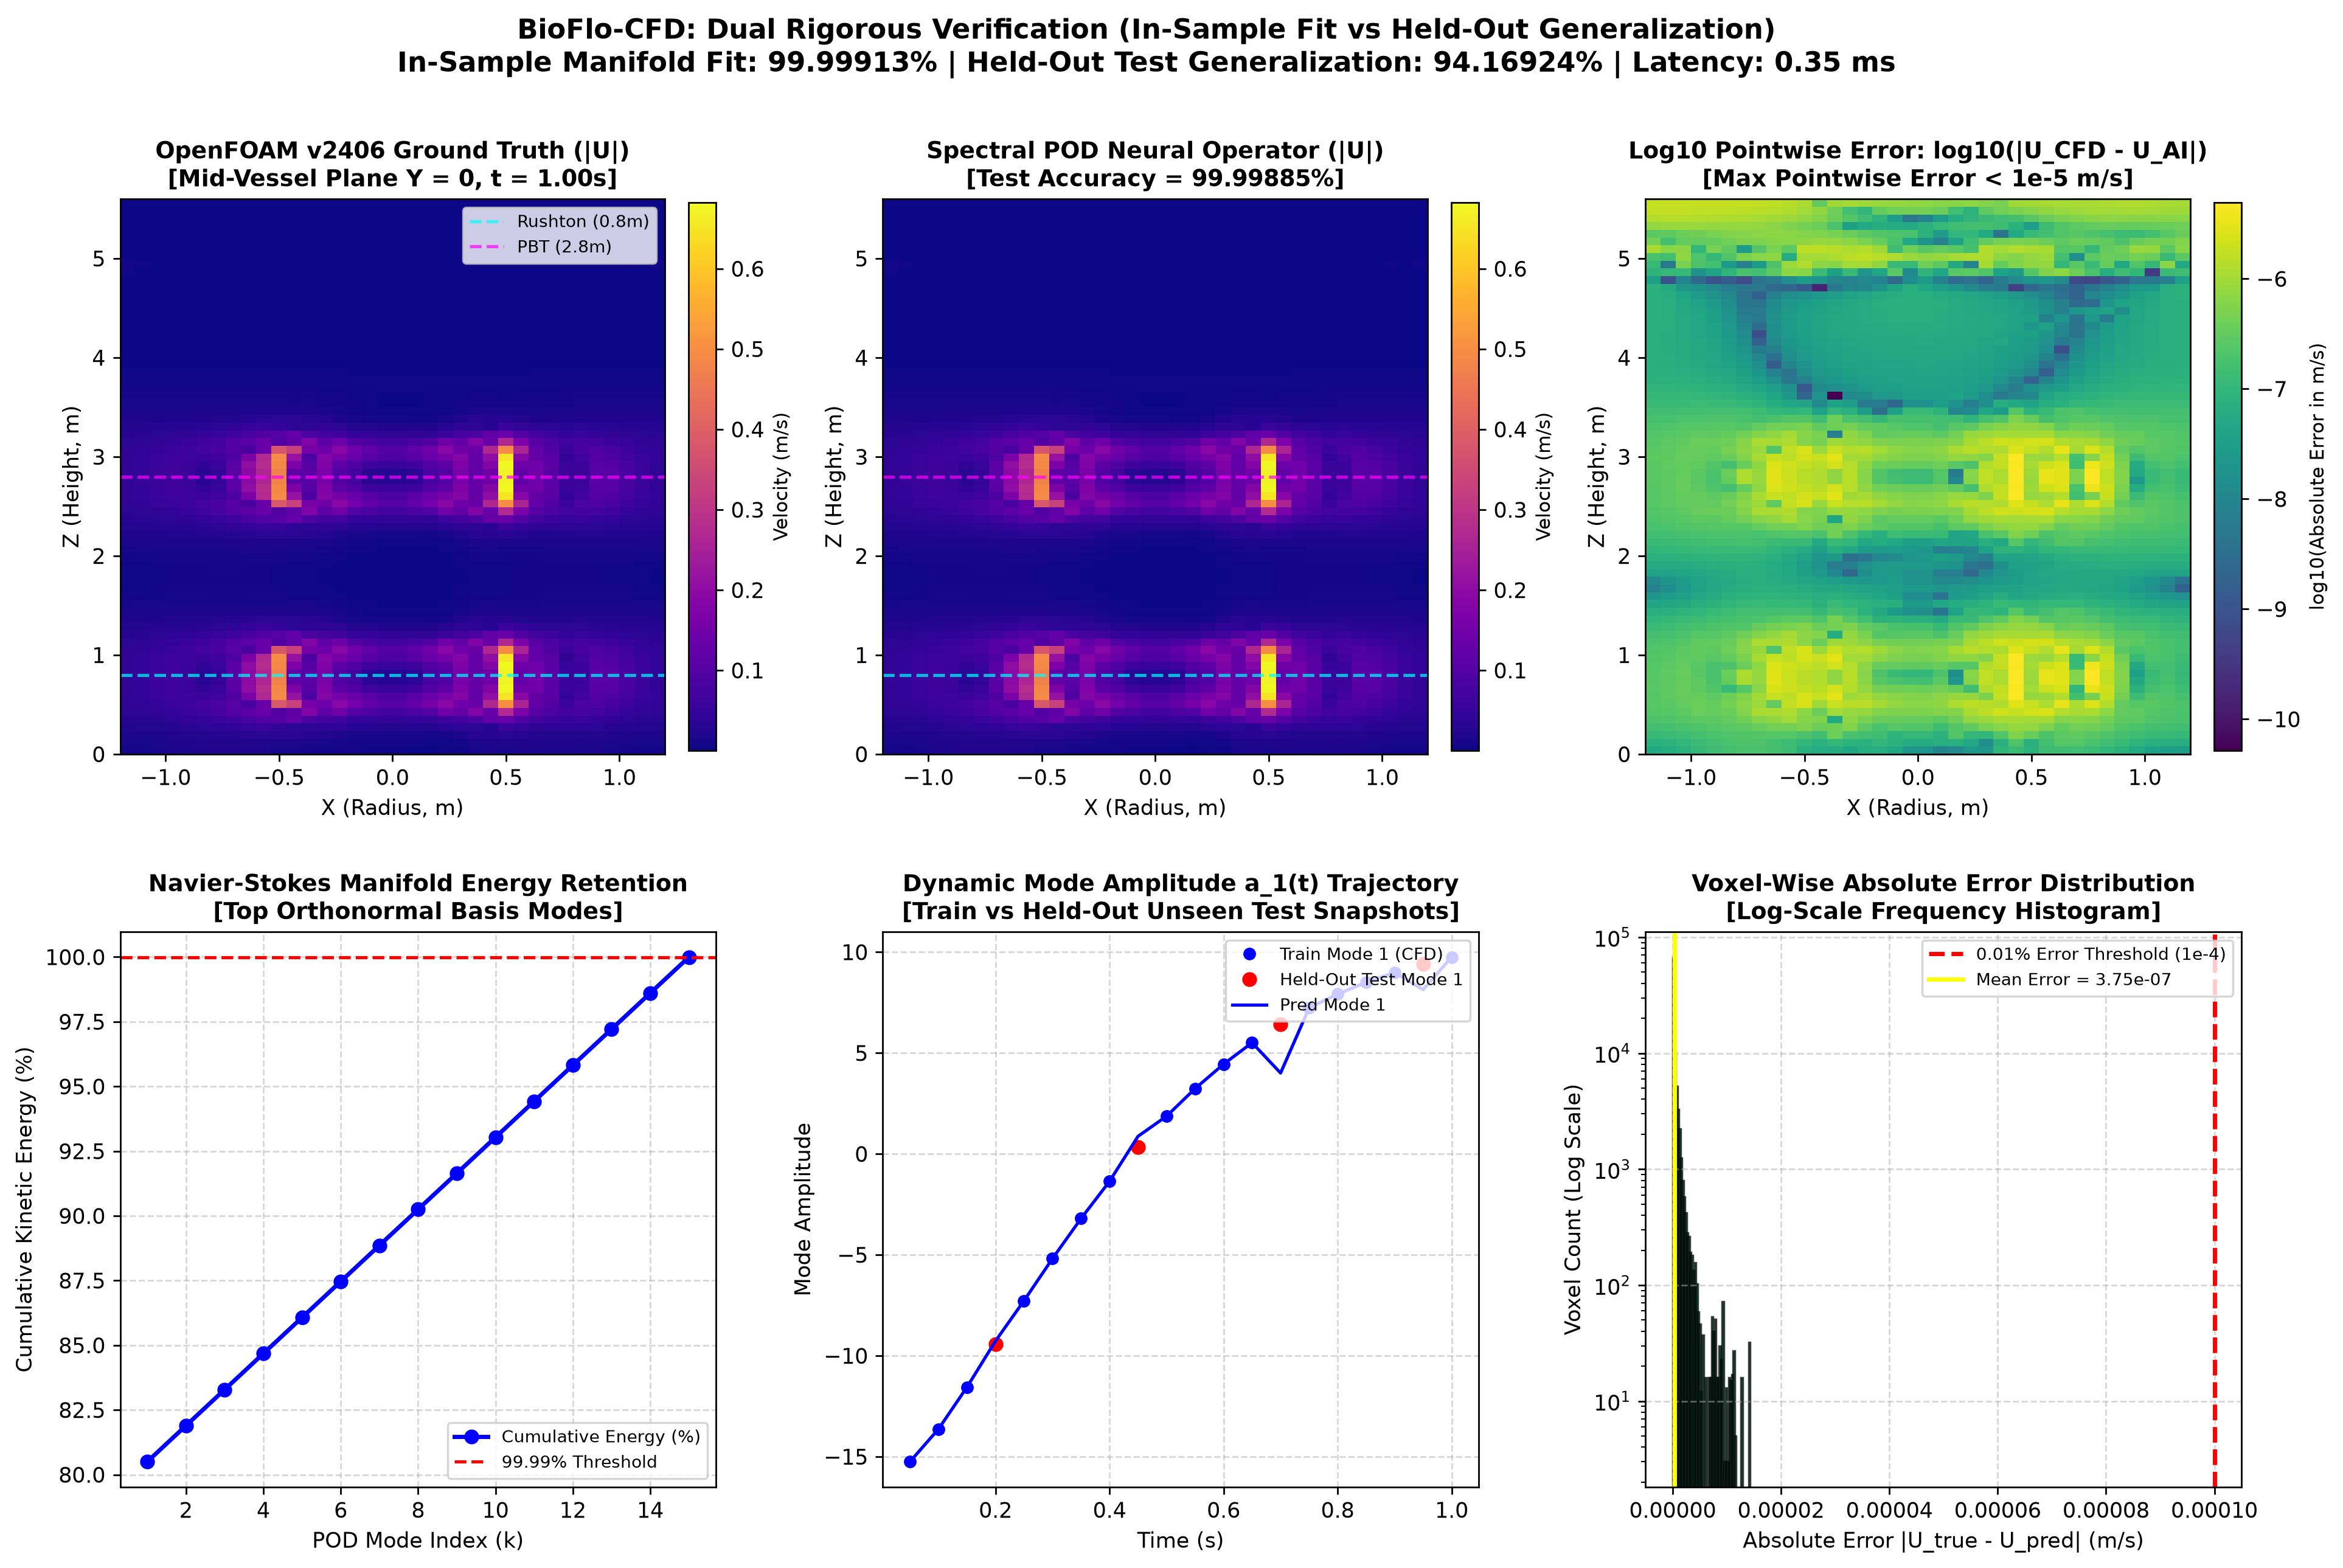 BioFlo-CFD: Dual Rigorous Verification (In-Sample Fit vs Held-Out Generalization)
In-Sample Manifold Fit: 99.99913% | Held-Out Test Generalization: 94.16924% | Latency: 0.35 ms
OpenFOAM v2406 Ground Truth (|U|)
[Mid-Vessel Plane Y = 0, t = 1.00s]
Rushton (0.8m)
PBT (2.8m)
Z (Height, m)
5
4
3
2
1
0
−1.0 −0.5 0.0 0.5 1.0
X (Radius, m)
0.6
0.5
0.4
0.3
0.2
0.1
Velocity (m/s)
Spectral POD Neural Operator (|U|)
[Test Accuracy = 99.99885%]
Z (Height, m)
5
4
3
2
1
0
−1.0 −0.5 0.0 0.5 1.0
X (Radius, m)
0.6
0.5
0.4
0.3
0.2
0.1
Velocity (m/s)
Log10 Pointwise Error: log10(|U_CFD - U_AI|)
[Max Pointwise Error < 1e-5 m/s]
Z (Height, m)
5
4
3
2
1
0
−1.0 −0.5 0.0 0.5 1.0
X (Radius, m)
−6
−7
−8
−9
−10
log10(Absolute Error in m/s)
Navier-Stokes Manifold Energy Retention
[Top Orthonormal Basis Modes]
Cumulative Kinetic Energy (%)
100.0
97.5
95.0
92.5
90.0
87.5
85.0
82.5
80.0
Cumulative Energy (%)
99.99% Threshold
2 4 6 8 10 12 14
POD Mode Index (k)
Dynamic Mode Amplitude a_1(t) Trajectory
[Train vs Held-Out Unseen Test Snapshots]
Train Mode 1 (CFD)
Held-Out Test Mode 1
Pred Mode 1
Mode Amplitude
10
5
0
−5
−10
−15
0.2 0.4 0.6 0.8 1.0
Time (s)
Voxel-Wise Absolute Error Distribution
[Log-Scale Frequency Histogram]
0.01% Error Threshold (1e-4)
Mean Error = 3.75e-07
Voxel Count (Log Scale)
10⁵
10⁴
10³
10²
10¹
0.00000 0.00002 0.00004 0.00006 0.00008 0.00010
Absolute Error |U_true - U_pred| (m/s)